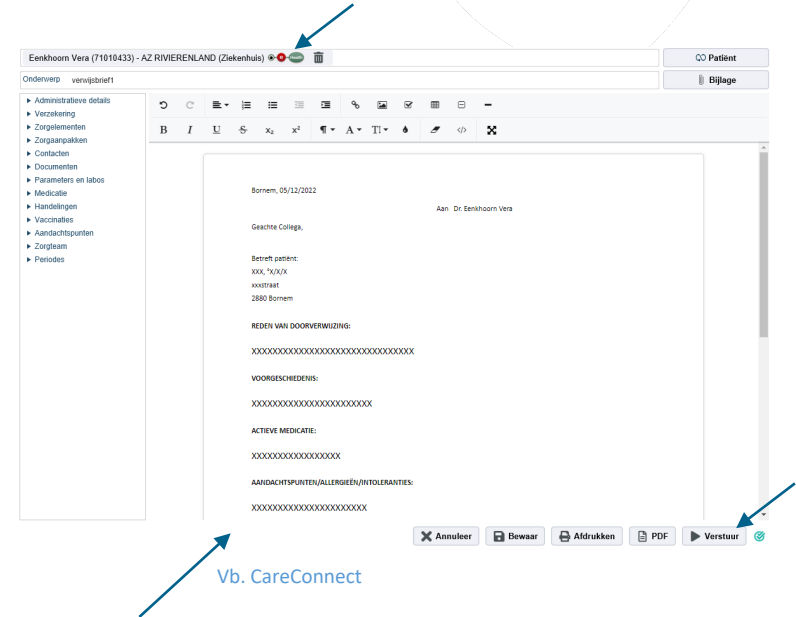 Eenkhoorn Vera (71010433) - AZ RIVIERENLAND (Ziekenhuis)
Patiënt
Onderwerp verwijsbrief1
Bijlage
Administratieve details
Verzekering
Zorgelementen
Zorgaanpakken
Contacten
Documenten
Parameters en labos
Medicatie
Handelingen
Vaccinaties
Aandachtspunten
Zorgteam
Periodes
B I U S x₂ x² ¶ A T! </>
Bornem, 05/12/2022
Aan Dr. Eenkhoorn Vera
Geachte Collega,
Betreft patiënt:
XXX, °X/X/X
xxxstraat
2880 Bornem
REDEN VAN DOORVERWIJZING:
XXXXXXXXXXXXXXXXXXXXXXXXXXXXXXX
VOORGESCHIEDENIS:
XXXXXXXXXXXXXXXXXXXXXXX
ACTIEVE MEDICATIE:
XXXXXXXXXXXXXXXXX
AANDACHTSPUNTEN/ALLERGIEËN/INTOLERANTIES:
XXXXXXXXXXXXXXXXXXXXXX
Annuleer Bewaar Afdrukken PDF Verstuur
Vb. CareConnect